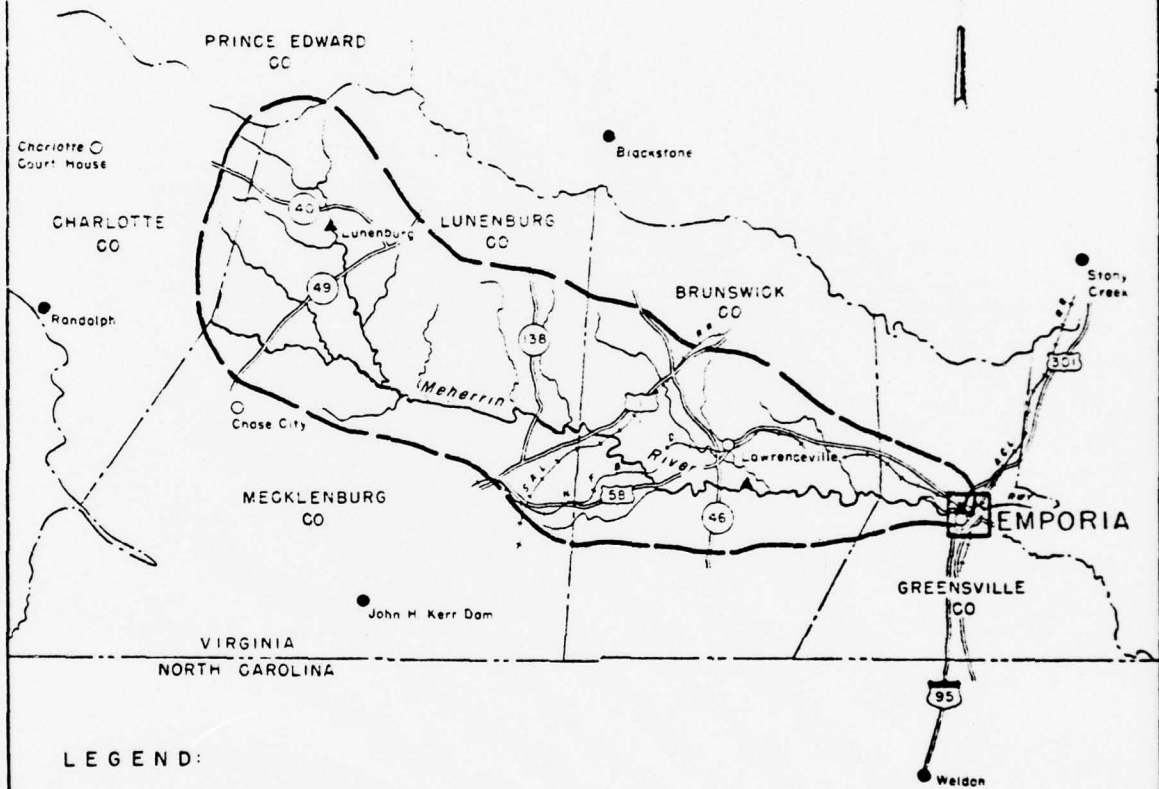 PRINCE EDWARD
CO
Charlotte
Court House
Blackstone
CHARLOTTE
CO
40
Lunenburg
LUNENBURG
CO
49
Stony
Creek
Randolph
BRUNSWICK
CO
R R
138
301
Meherrin
River
Chase City
Lawrenceville
S.A.L.
A C L
58
MECKLENBURG
CO
46
RWY
EMPORIA
GREENSVILLE
CO
John H Kerr Dam
VIRGINIA
NORTH CAROLINA
95
LEGEND:
Weldon